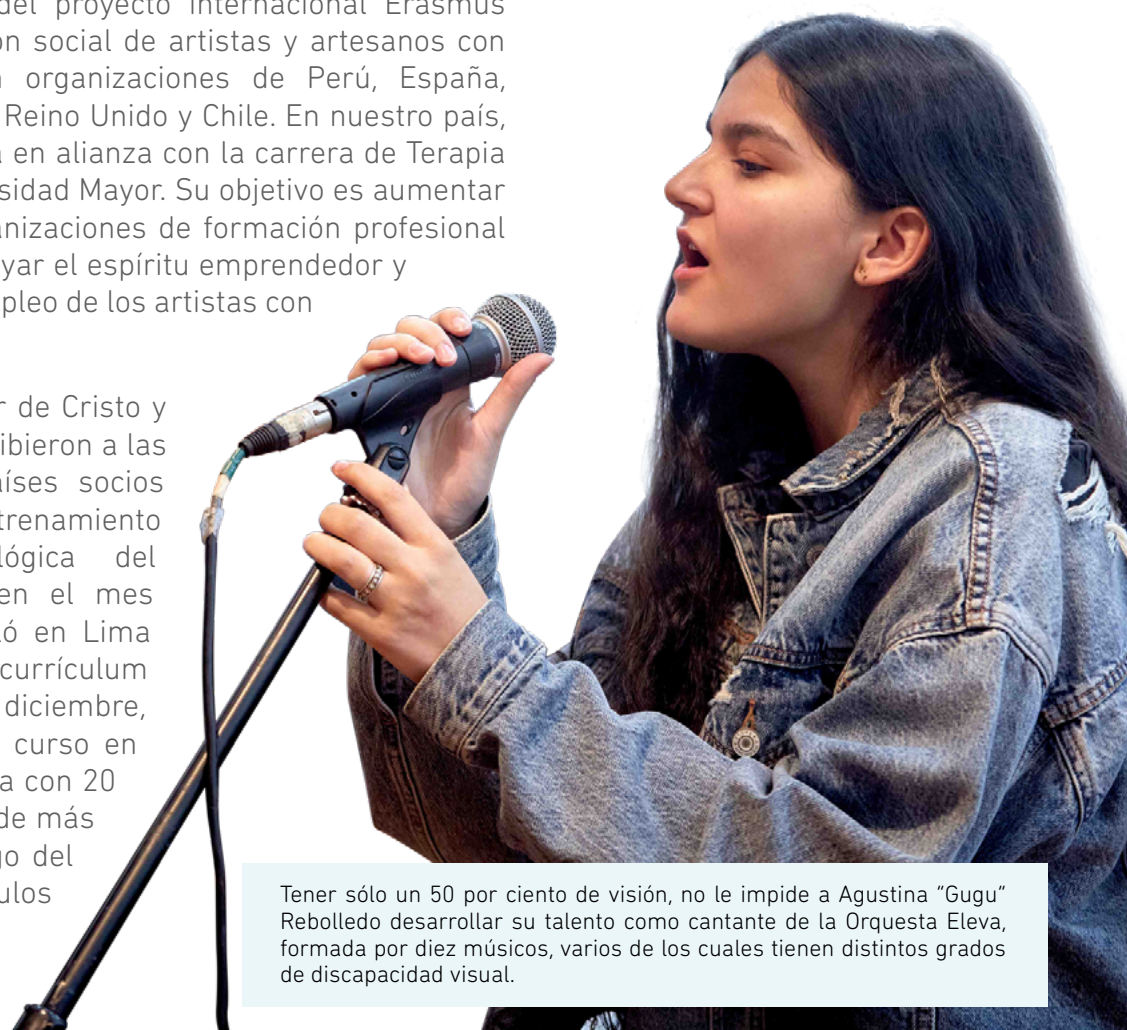 del proyecto internacional Erasmus
ón social de artistas y artesanos con
n organizaciones de Perú, España,
Reino Unido y Chile. En nuestro país,
a en alianza con la carrera de Terapia
sidad Mayor. Su objetivo es aumentar
anizaciones de formación profesional
yar el espíritu emprendedor y
pleo de los artistas con
r de Cristo y
ibieron a las
aíses socios
trenamiento
lógica del
en el mes
ó en Lima
currículum
diciembre,
curso en
a con 20
de más
go del
ulos
Tener sólo un 50 por ciento de visión, no le impide a Agustina “Gugu”
Rebolledo desarrollar su talento como cantante de la Orquesta Eleva,
formada por diez músicos, varios de los cuales tienen distintos grados
de discapacidad visual.